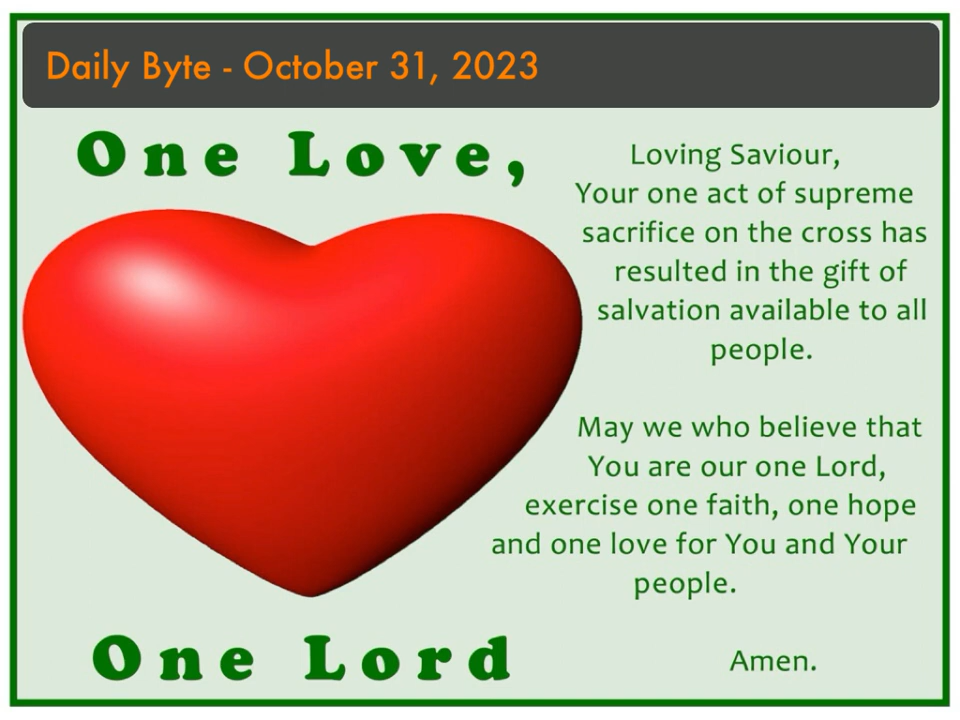 Daily Byte - October 31, 2023
One Love,
One Lord
Loving Saviour,
Your one act of supreme
sacrifice on the cross has
resulted in the gift of
salvation available to all
people.
May we who believe that
You are our one Lord,
exercise one faith, one hope
and one love for You and Your
people.
Amen.